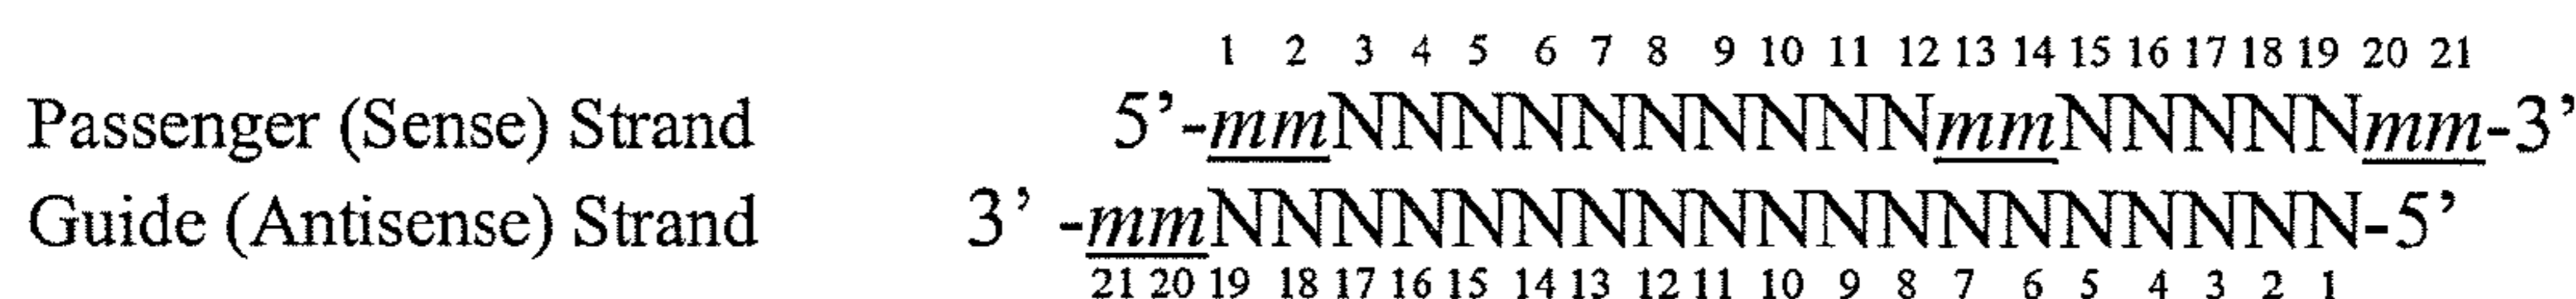 1 2 3 4 5 6 7 8 9 10 11 12 13 14 15 16 17 18 19 20 21
Passenger (Sense) Strand 5’-mmNNNNNNNNNNmmNNNNNmm-3’
Guide (Antisense) Strand 3’ -mmNNNNNNNNNNNNNNNNNNN-5’
21 20 19 18 17 16 15 14 13 12 11 10 9 8 7 6 5 4 3 2 1